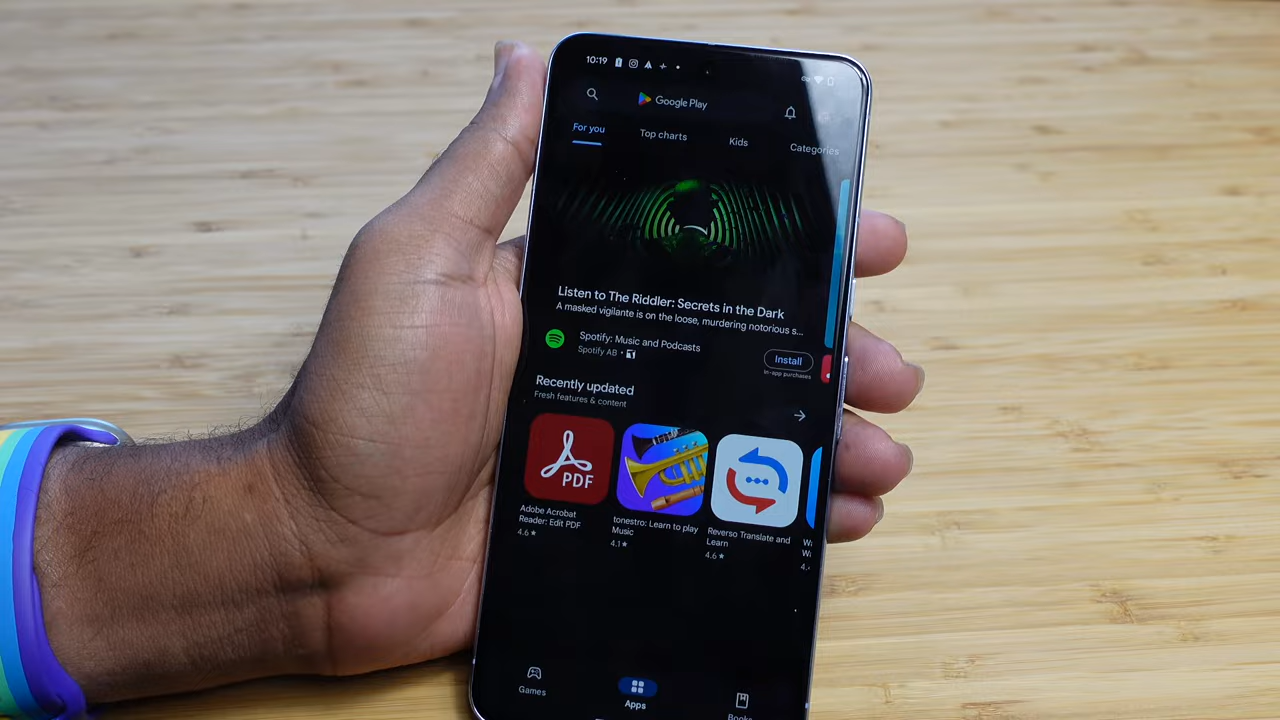 10:19
Google Play
For you
Top charts
Kids
Categories
Listen to The Riddler: Secrets in the Dark
A masked vigilante is on the loose, murdering notorious s...
Spotify: Music and Podcasts
Spotify AB •
Install
In-app purchases
Recently updated
Fresh features & content
PDF
Adobe Acrobat
Reader: Edit PDF
4.6★
tonestro: Learn to play
Music
4.1★
Reverso Translate and
Learn
4.6★
Games
Apps
Books